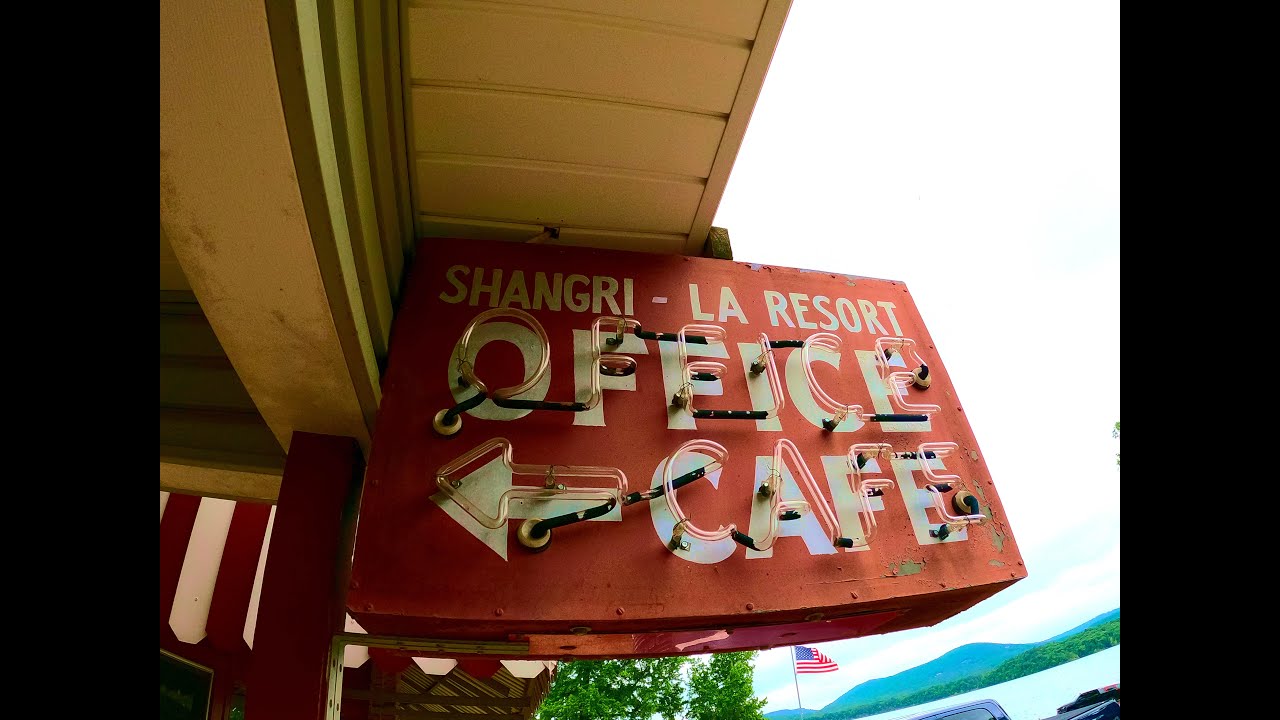 SHANGRI - LA RESORT
OFFICE
CAFE